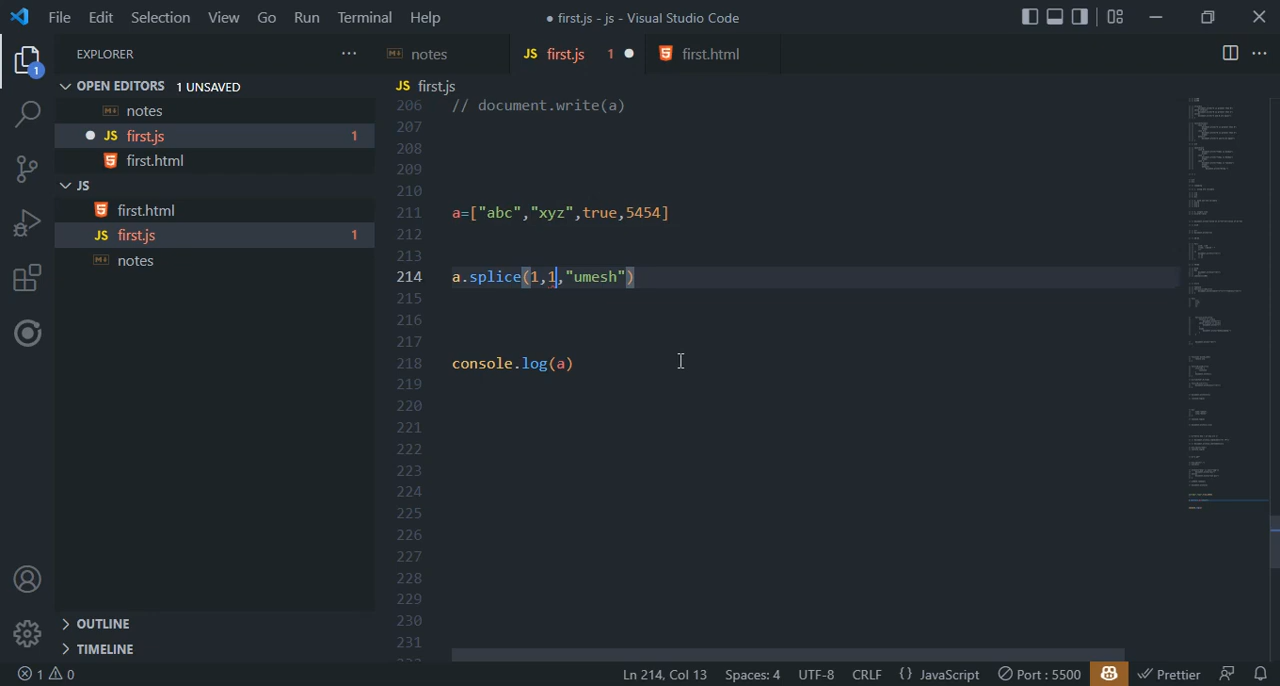 File Edit Selection View Go Run Terminal Help
● first.js - js - Visual Studio Code
EXPLORER ···
OPEN EDITORS 1 UNSAVED
notes
JS first.js 1
first.html
JS
first.html
JS first.js 1
notes
OUTLINE
TIMELINE
1
notes
JS first.js 1
first.html
JS first.js
206 // document.write(a)
207
208
209
210
211 a=["abc","xyz",true,5454]
212
213
214 a.splice(1,1,"umesh")
215
216
217
218 console.log(a)
219
220
221
222
223
224
225
226
227
228
229
230
231
1 0
Ln 214, Col 13 Spaces: 4 UTF-8 CRLF {} JavaScript Port : 5500 Prettier